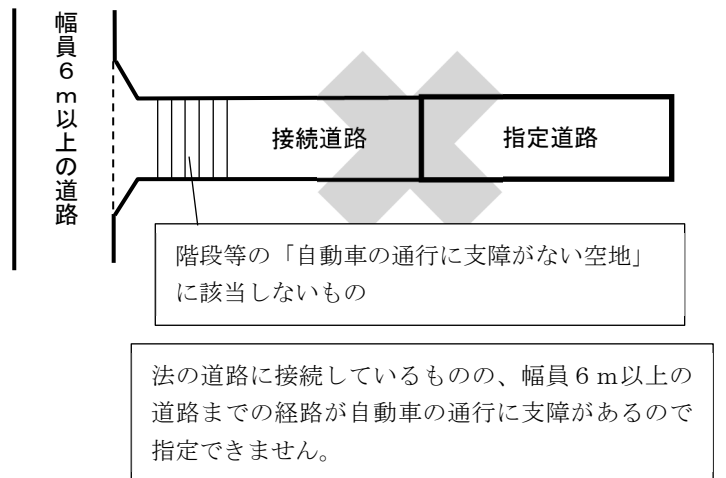 幅員６ｍ以上の道路
接続道路
指定道路
階段等の「自動車の通行に支障がない空地」
に該当しないもの
法の道路に接続しているものの、幅員６ｍ以上の
道路までの経路が自動車の通行に支障があるので
指定できません。